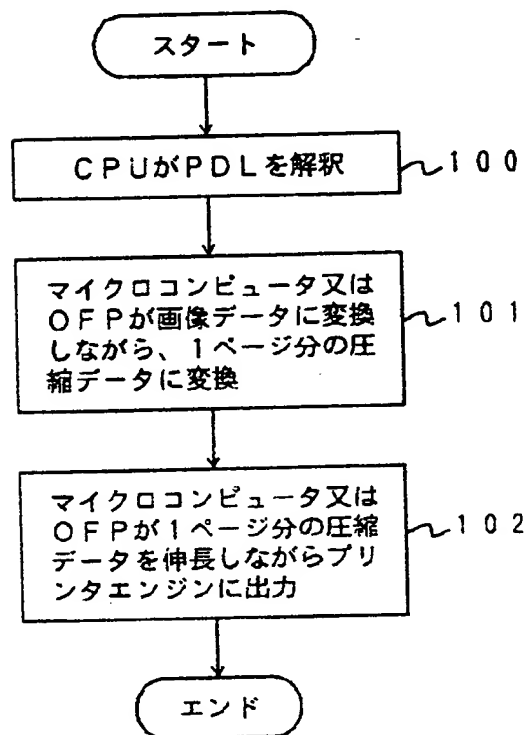 スタート
CPUがPDLを解釈 100
マイクロコンピュータ又は
OFPが画像データに変換 101
しながら、1ページ分の圧
縮データに変換
マイクロコンピュータ又は
OFPが1ページ分の圧縮 102
データを伸長しながらプリ
ンタエンジンに出力
エンド